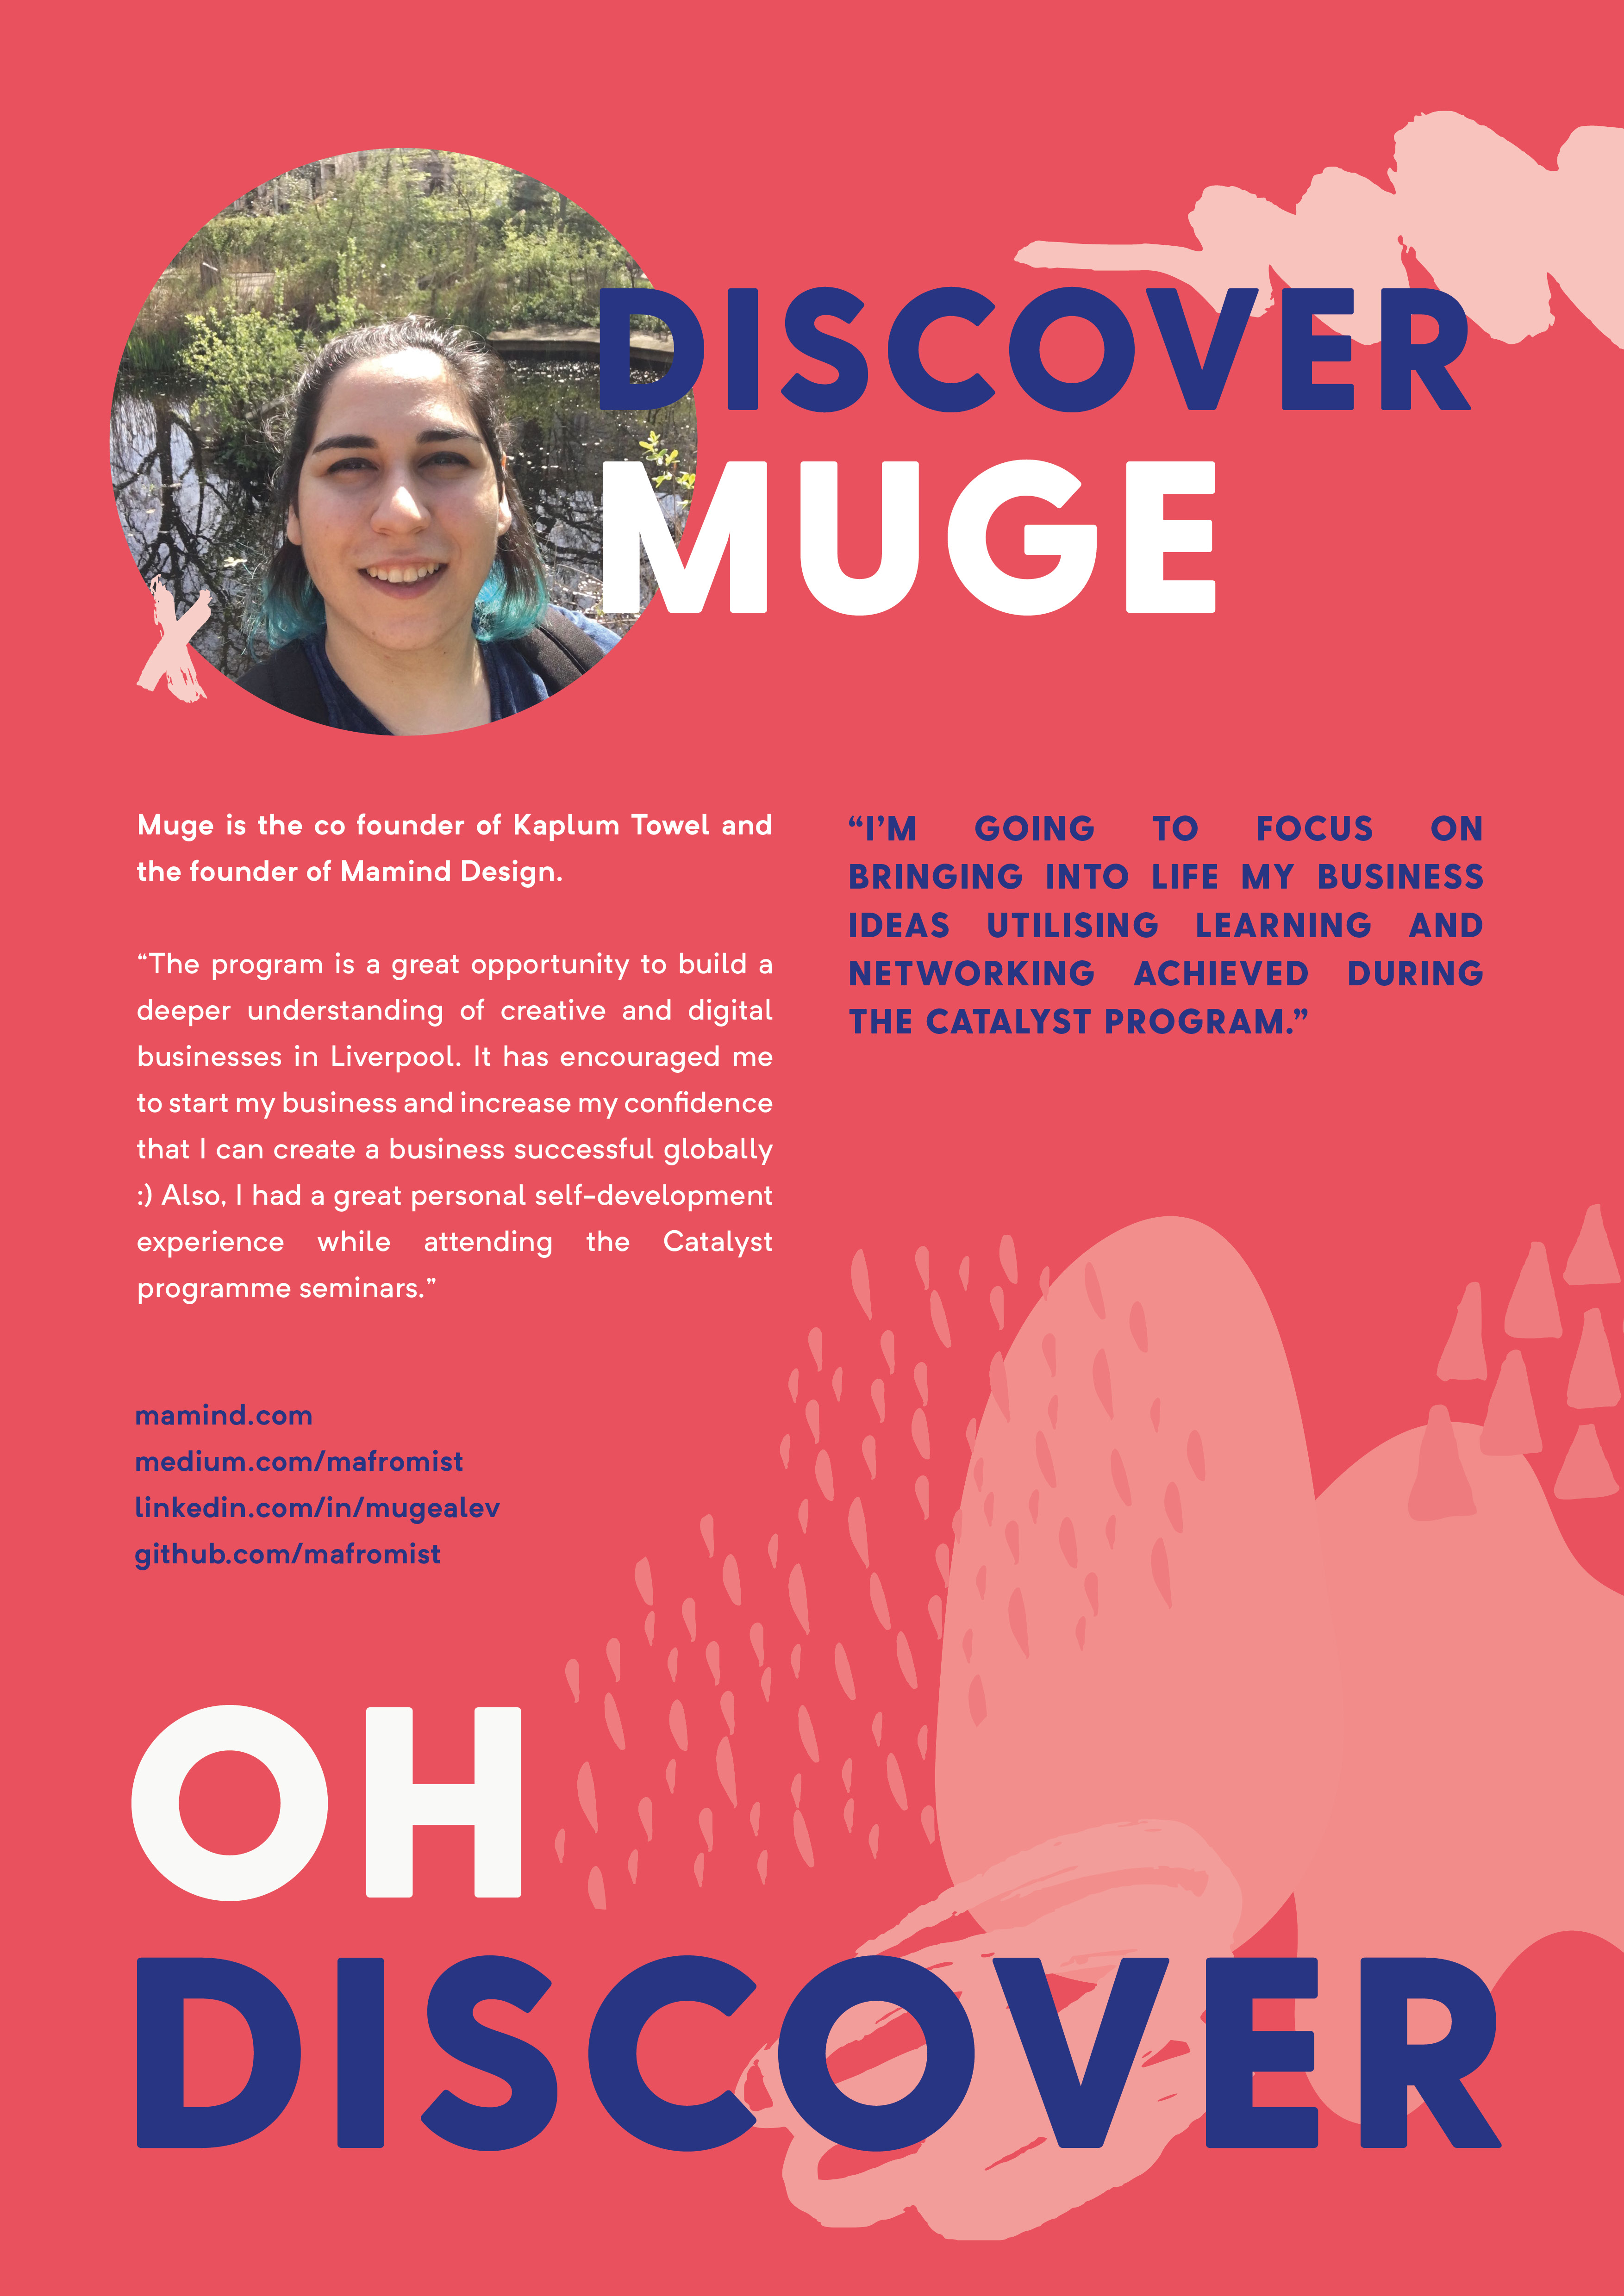 DISCOVER
MUGE
Muge is the co founder of Kaplum Towel and
the founder of Mamind Design.
“The program is a great opportunity to build a
deeper understanding of creative and digital
businesses in Liverpool. It has encouraged me
to start my business and increase my confidence
that I can create a business successful globally
:) Also, I had a great personal self-development
experience while attending the Catalyst
programme seminars.”
“I’M GOING TO FOCUS ON
BRINGING INTO LIFE MY BUSINESS
IDEAS UTILISING LEARNING AND
NETWORKING ACHIEVED DURING
THE CATALYST PROGRAM.”
mamind.com
medium.com/mafromist
linkedin.com/in/mugealev
github.com/mafromist
OH
DISCOVER